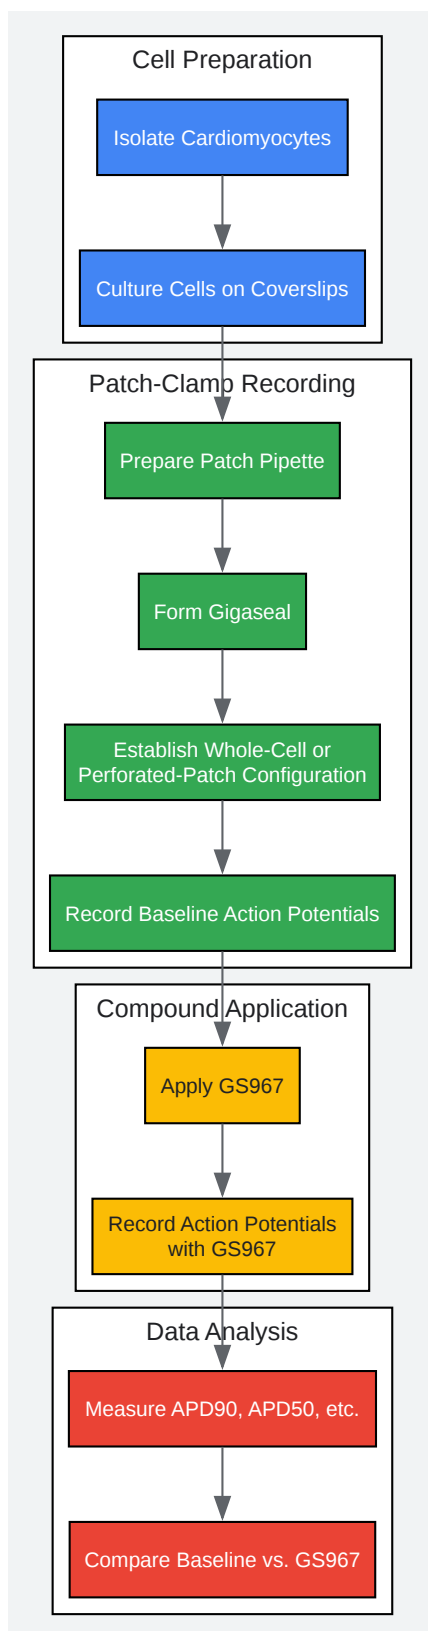 Cell Preparation
Isolate Cardiomyocytes
Culture Cells on Coverslips
Patch-Clamp Recording
Prepare Patch Pipette
Form Gigaseal
Establish Whole-Cell or
Perforated-Patch Configuration
Record Baseline Action Potentials
Compound Application
Apply GS967
Record Action Potentials
with GS967
Data Analysis
Measure APD90, APD50, etc.
Compare Baseline vs. GS967